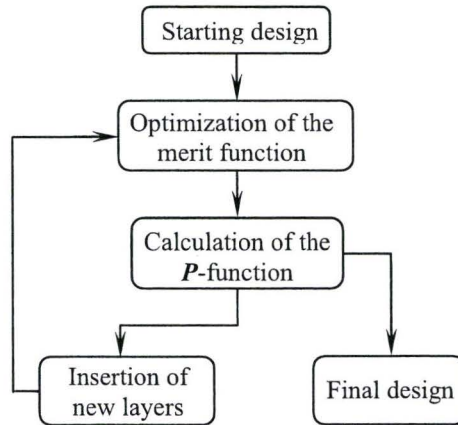 Starting design
Optimization of the
merit function
Calculation of the
P-function
Insertion of
new layers
Final design